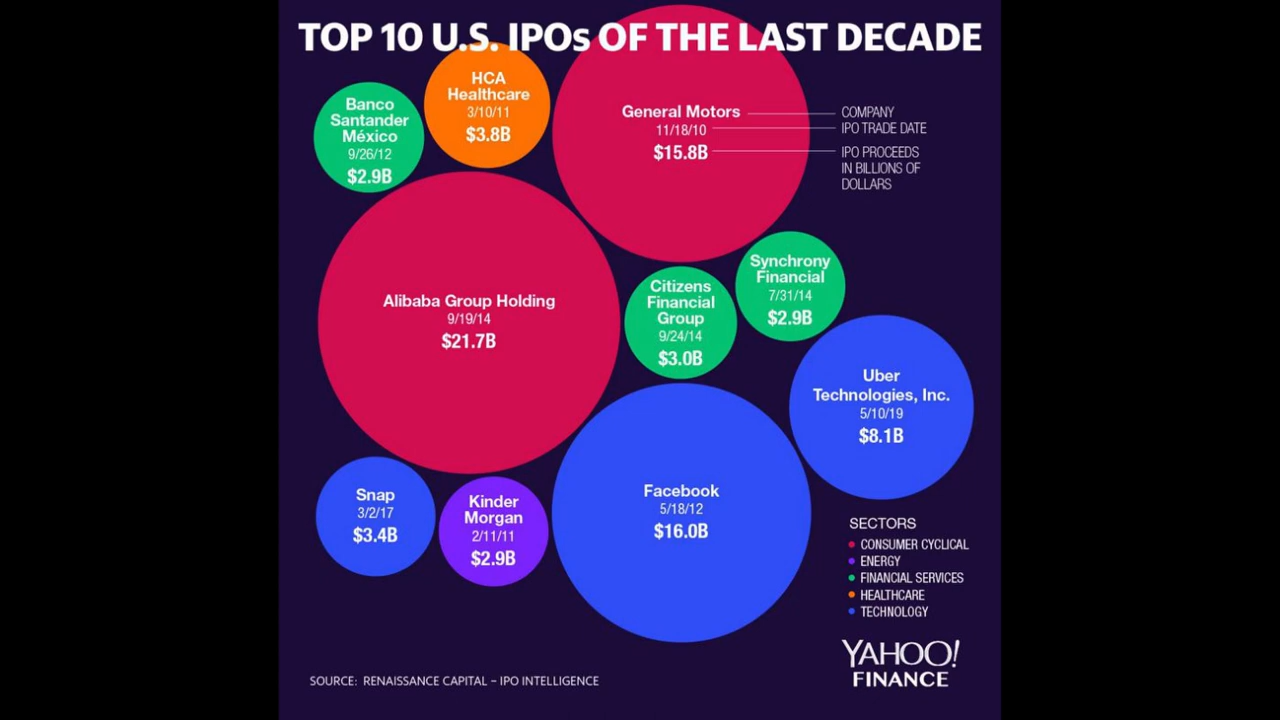 TOP 10 U.S. IPOs OF THE LAST DECADE
HCA
Healthcare
3/10/11
$3.8B
Banco
Santander
México
9/26/12
$2.9B
General Motors
11/18/10
$15.8B
COMPANY
IPO TRADE DATE
IPO PROCEEDS
IN BILLIONS OF
DOLLARS
Alibaba Group Holding
9/19/14
$21.7B
Citizens
Financial
Group
9/24/14
$3.0B
Synchrony
Financial
7/31/14
$2.9B
Uber
Technologies, Inc.
5/10/19
$8.1B
Snap
3/2/17
$3.4B
Kinder
Morgan
2/11/11
$2.9B
Facebook
5/18/12
$16.0B
SECTORS
CONSUMER CYCLICAL
ENERGY
FINANCIAL SERVICES
HEALTHCARE
TECHNOLOGY
YAHOO!
FINANCE
SOURCE: RENAISSANCE CAPITAL – IPO INTELLIGENCE